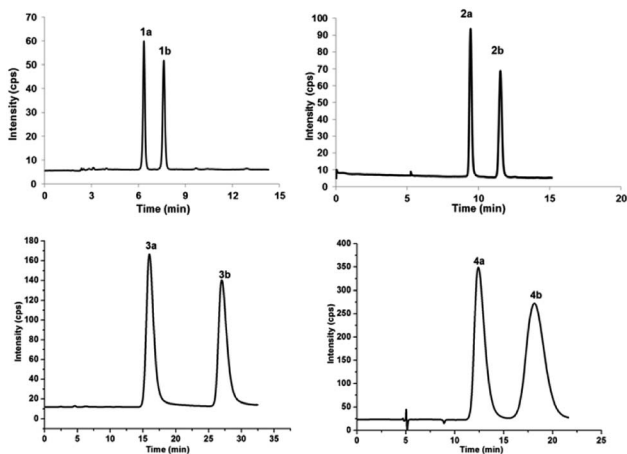 1a
1b
70
60
50
40
30
20
10
0
Intensity (cps)
0 3 6 9 12 15
Time (min)
2a
2b
100
90
80
70
60
50
40
30
20
10
0
Intensity (cps)
0 5 10 15 20
Time (min)
3a
3b
180
160
140
120
100
80
60
40
20
0
Intensity (cps)
0 5 10 15 20 25 30 35
Time (min)
4a
4b
400
350
300
250
200
150
100
50
0
Intensity (cps)
0 5 10 15 20 25
Time (min)